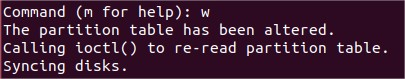 Command (m for help): w
The partition table has been altered.
Calling ioctl() to re-read partition table.
Syncing disks.